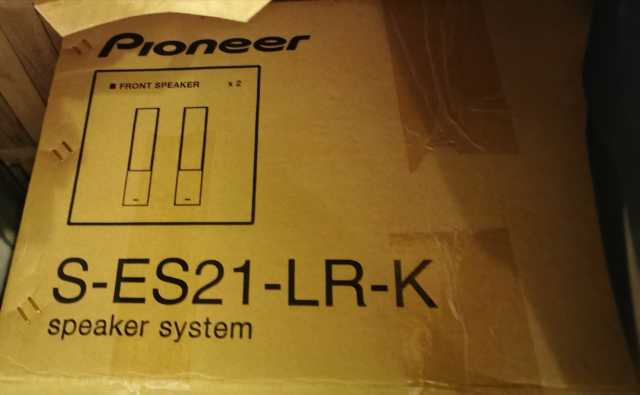 Pioneer
■ FRONT SPEAKER x 2
S-ES21-LR-K
speaker system